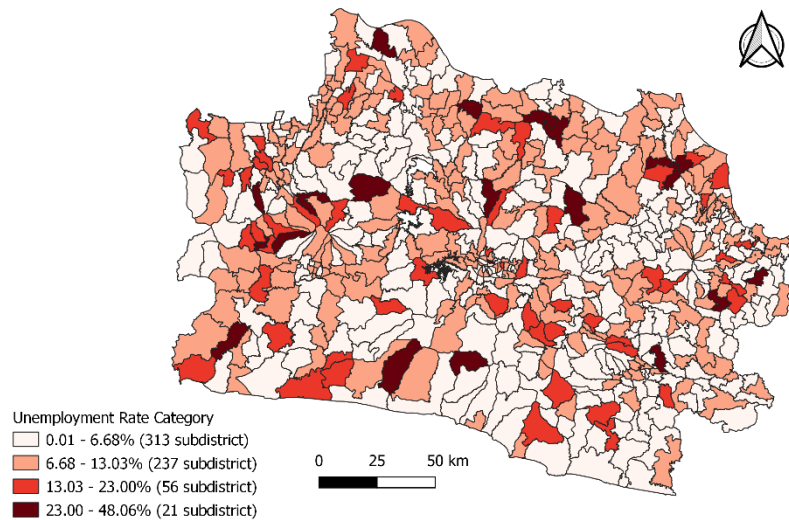 Unemployment Rate Category
0.01 - 6.68% (313 subdistrict)
6.68 - 13.03% (237 subdistrict)
13.03 - 23.00% (56 subdistrict)
23.00 - 48.06% (21 subdistrict)
0 25 50 km